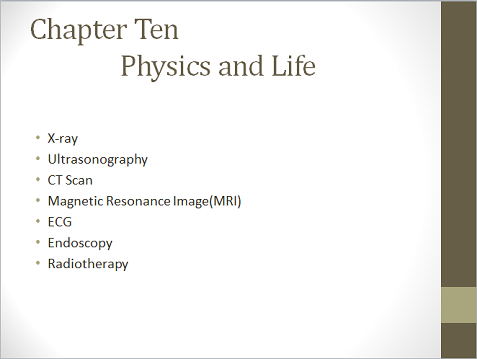 Chapter Ten
Physics and Life
• X-ray
• Ultrasonography
• CT Scan
• Magnetic Resonance Image(MRI)
• ECG
• Endoscopy
• Radiotherapy